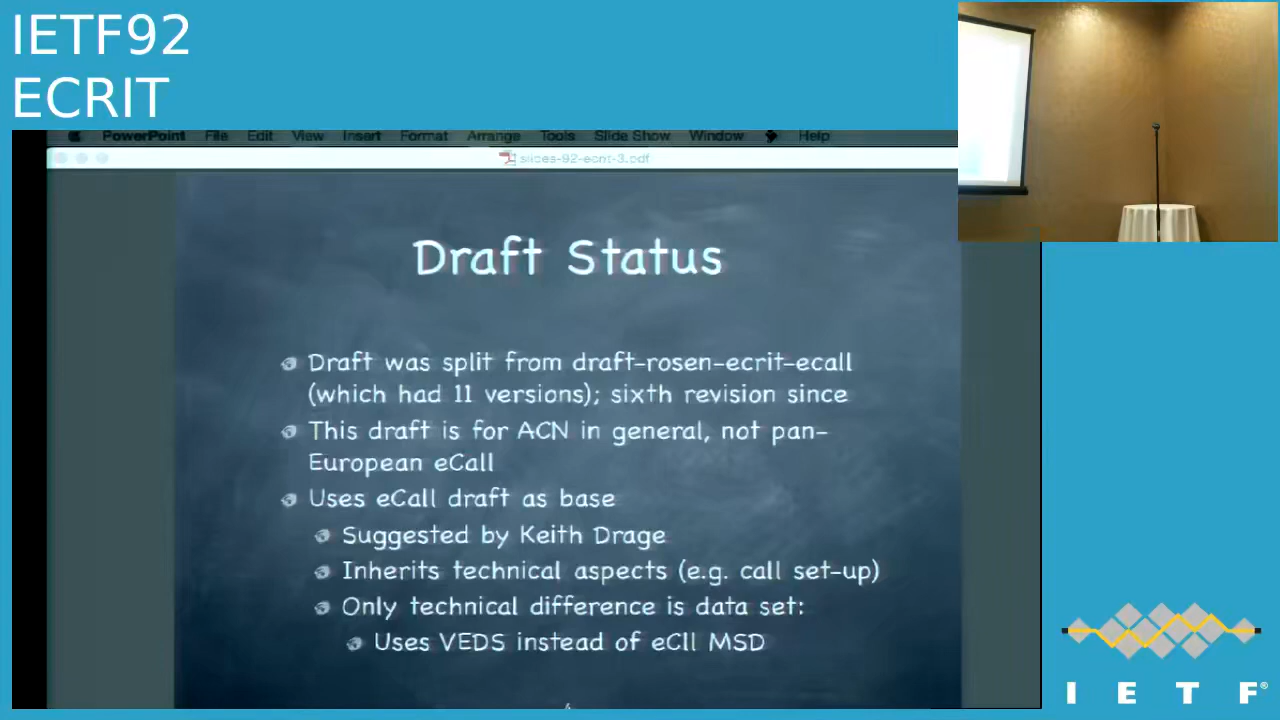 IETF92
ECRIT
PowerPoint File Edit View Insert Format Arrange Tools Slide Show Window Help
slides-92-ecrit-3.pdf
Draft Status
Draft was split from draft-rosen-ecrit-ecall
(which had 11 versions); sixth revision since
This draft is for ACN in general, not pan-
European eCall
Uses eCall draft as base
Suggested by Keith Drage
Inherits technical aspects (e.g. call set-up)
Only technical difference is data set:
Uses VEDS instead of eCll MSD
I E T F®